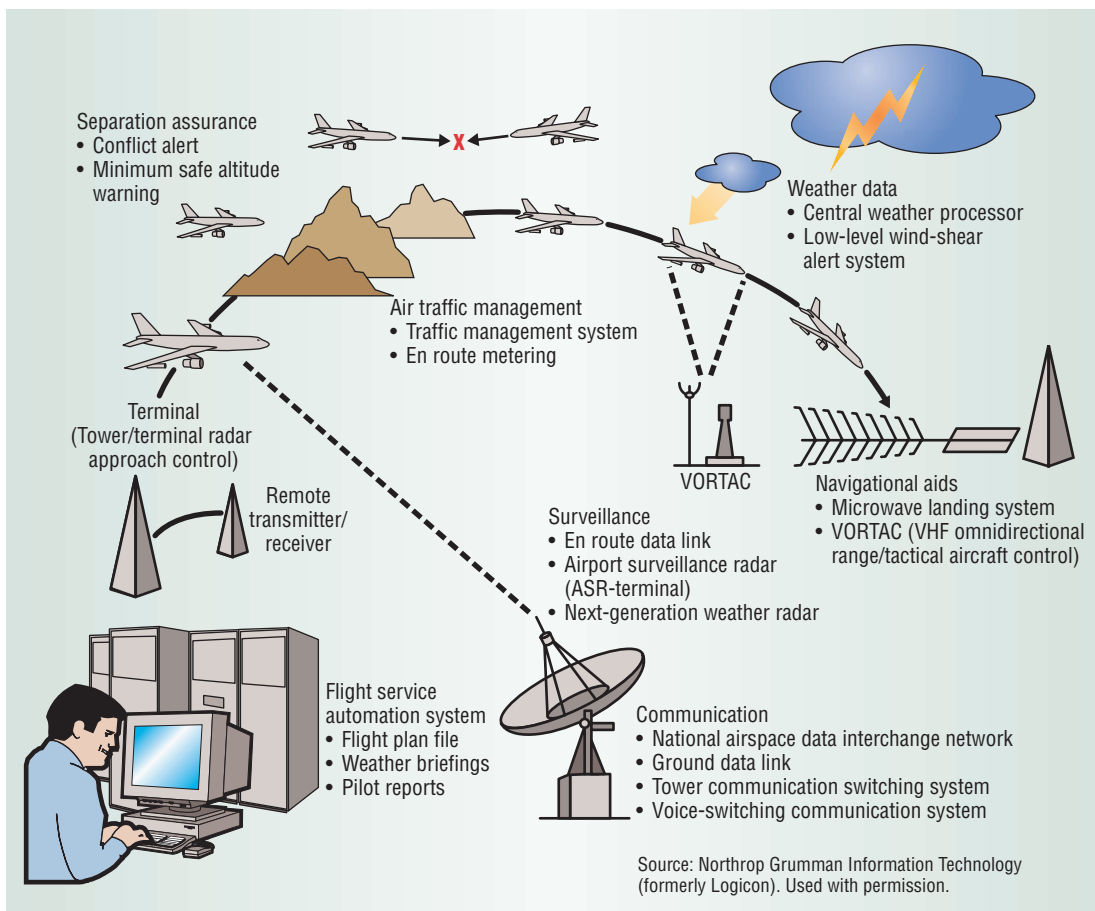 Separation assurance
• Conflict alert
• Minimum safe altitude
warning
X
Weather data
• Central weather processor
• Low-level wind-shear
alert system
Air traffic management
• Traffic management system
• En route metering
Terminal
(Tower/terminal radar
approach control)
Remote
transmitter/
receiver
VORTAC
Navigational aids
• Microwave landing system
• VORTAC (VHF omnidirectional
range/tactical aircraft control)
Surveillance
• En route data link
• Airport surveillance radar
(ASR-terminal)
• Next-generation weather radar
Flight service
automation system
• Flight plan file
• Weather briefings
• Pilot reports
Communication
• National airspace data interchange network
• Ground data link
• Tower communication switching system
• Voice-switching communication system
Source: Northrop Grumman Information Technology
(formerly Logicon). Used with permission.